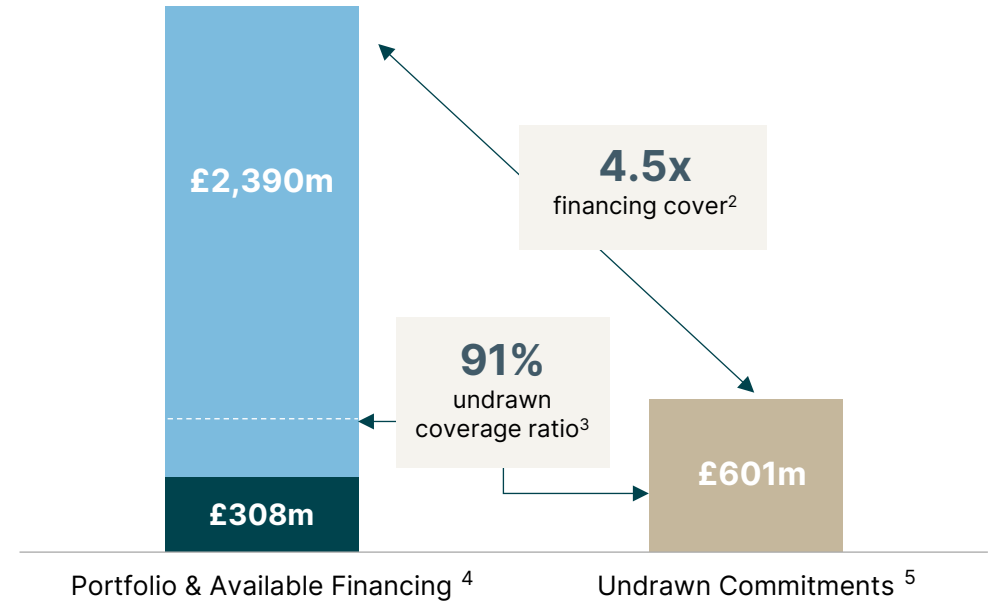 £2,390m
4.5x
financing cover2
91%
undrawn
coverage ratio3
£601m
£308m
Portfolio & Available Financing 4
Undrawn Commitments 5